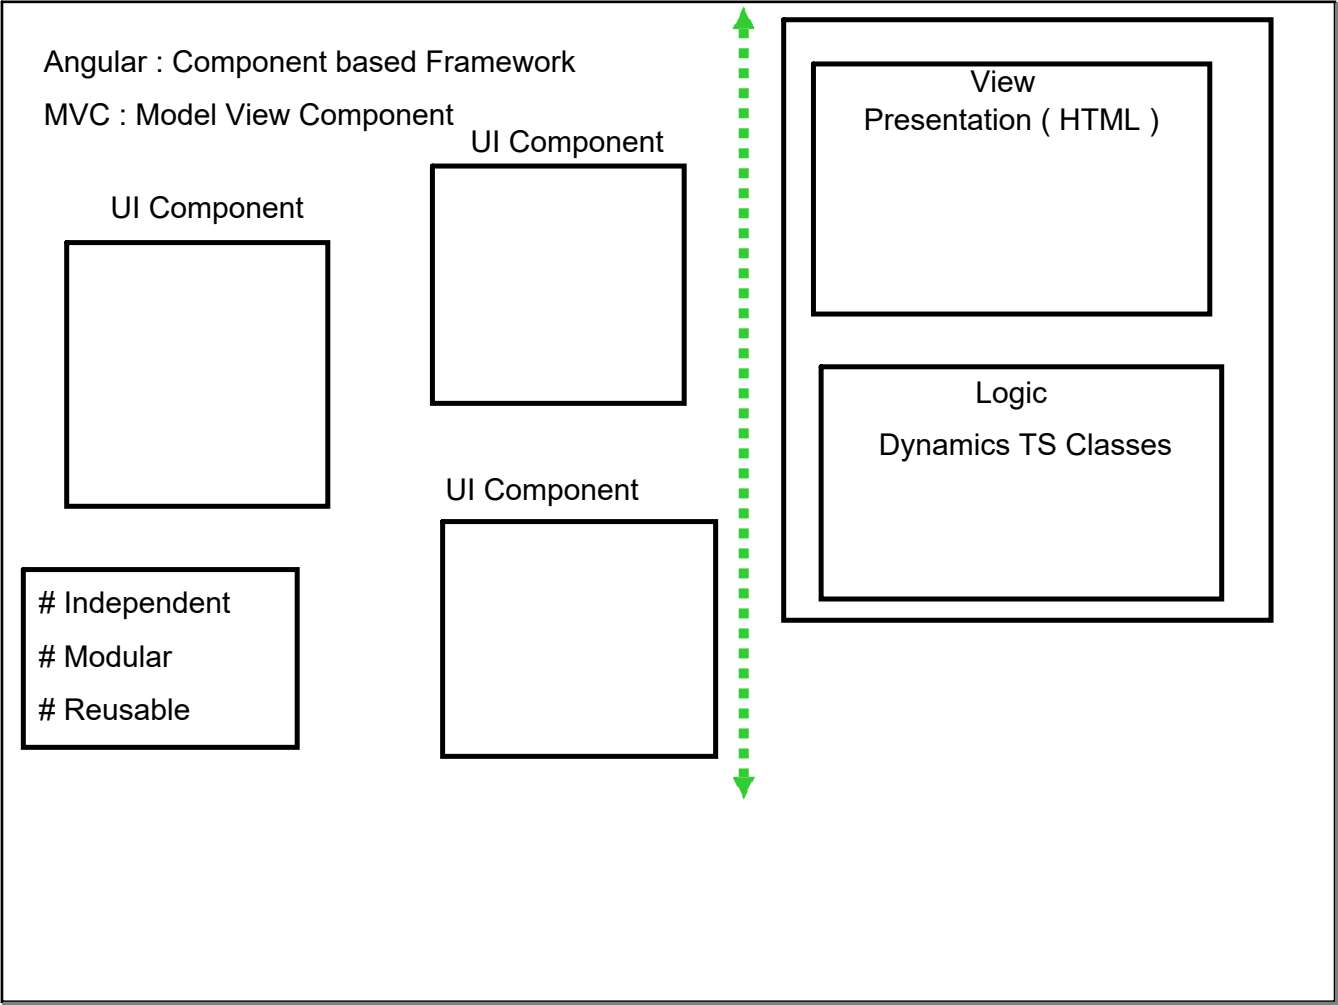 Angular : Component based Framework
MVC : Model View Component
UI Component
UI Component
UI Component
# Independent
# Modular
# Reusable
View
Presentation ( HTML )
Logic
Dynamics TS Classes